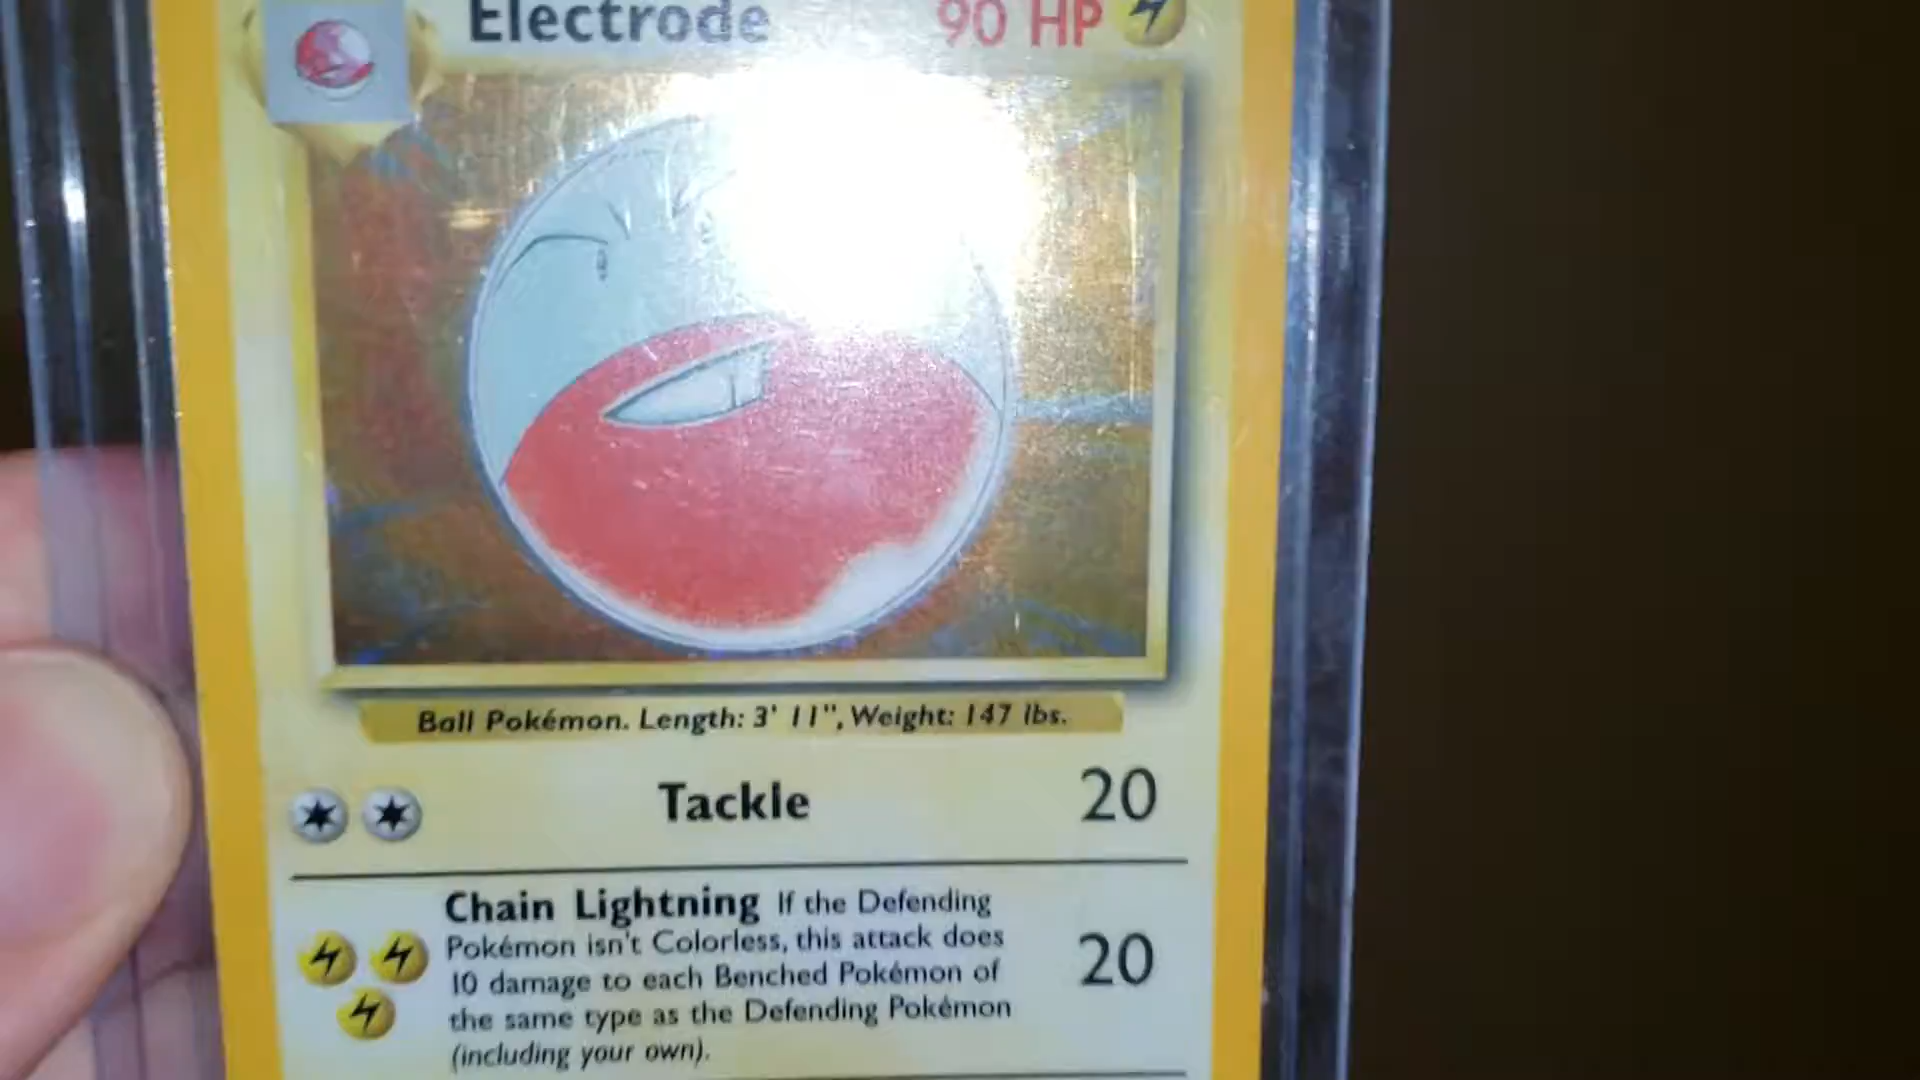 Electrode 90 HP
Ball Pokémon. Length: 3' 11", Weight: 147 lbs.
Tackle 20
Chain Lightning If the Defending
Pokémon isn't Colorless, this attack does
10 damage to each Benched Pokémon of
the same type as the Defending Pokémon
(including your own).
20